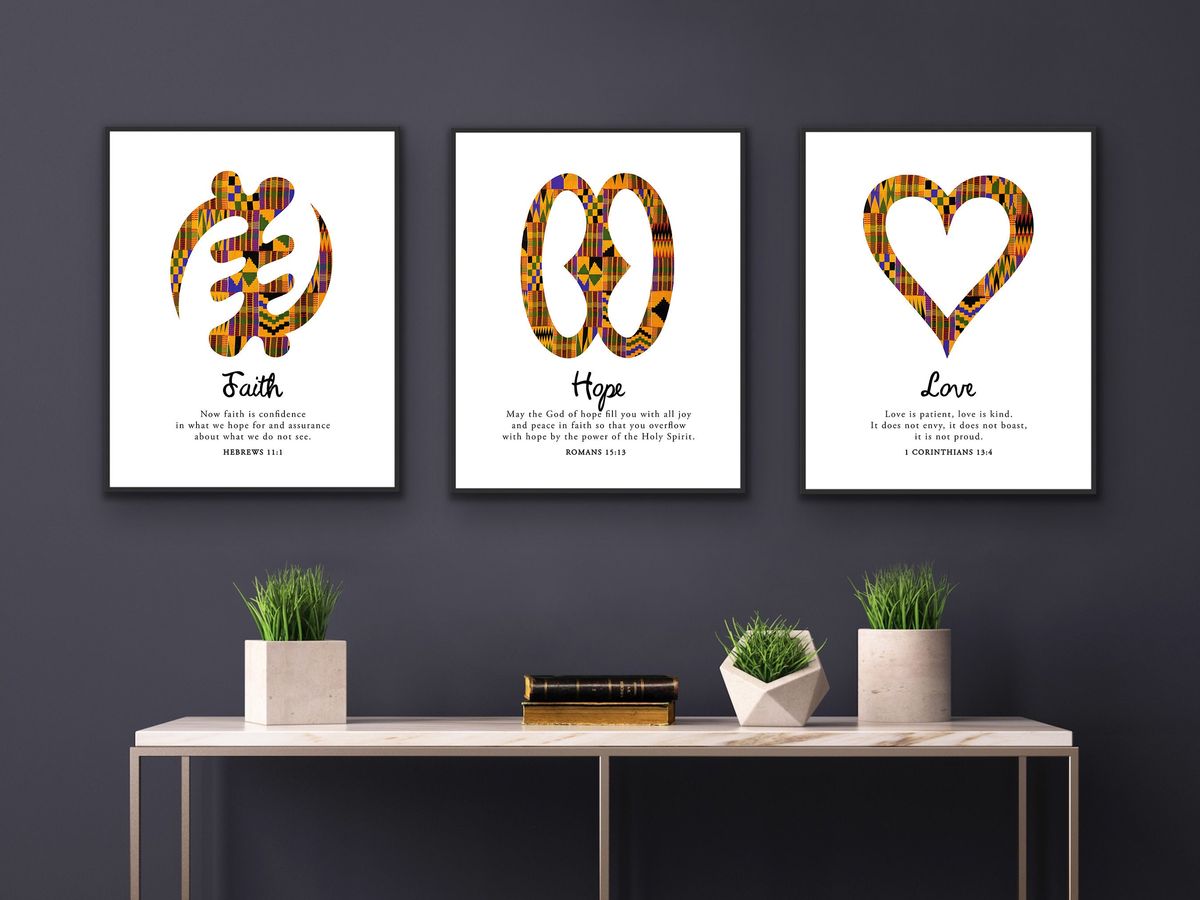 Faith
Now faith is confidence
in what we hope for and assurance
about what we do not see.
HEBREWS 11:1
Hope
May the God of hope fill you with all joy
and peace in faith so that you overflow
with hope by the power of the Holy Spirit.
ROMANS 15:13
Love
Love is patient, love is kind.
It does not envy, it does not boast,
it is not proud.
1 CORINTHIANS 13:4